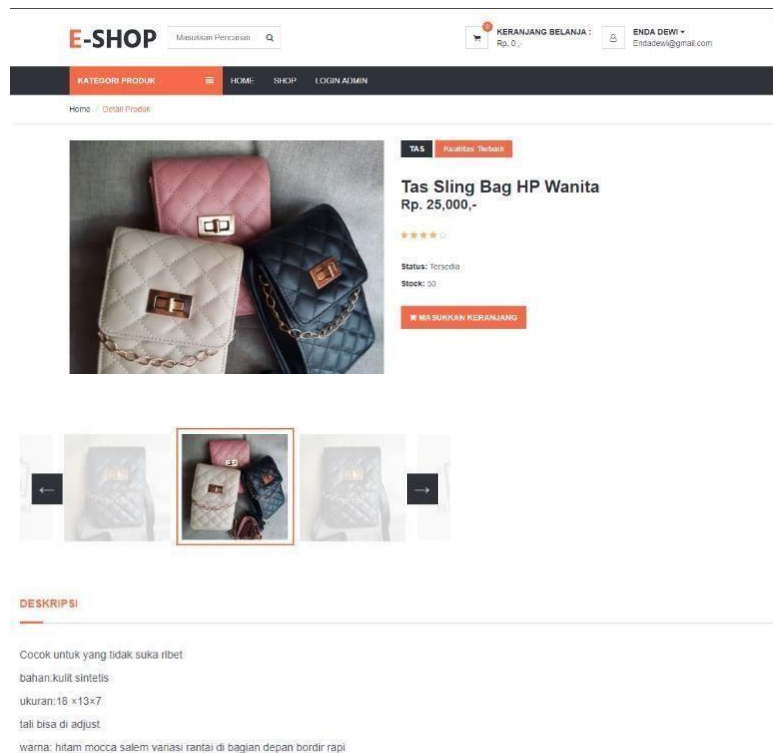 E-SHOP
Masukkan Pencarian
0
KERANJANG BELANJA :
Rp. 0 ,-
ENDA DEWI
Endadewi@gmail.com
KATEGORI PRODUK
HOME SHOP LOGIN ADMIN
Home / Detail Produk
TAS Kualitas Terbaik
Tas Sling Bag HP Wanita
Rp. 25,000,-
Status: Tersedia
Stock: 50
MASUKKAN KERANJANG
DESKRIPSI
Cocok untuk yang tidak suka ribet
bahan:kulit sintetis
ukuran:18 ×13×7
tali bisa di adjust
warna: hitam mocca salem variasi rantai di bagian depan bordir rapi